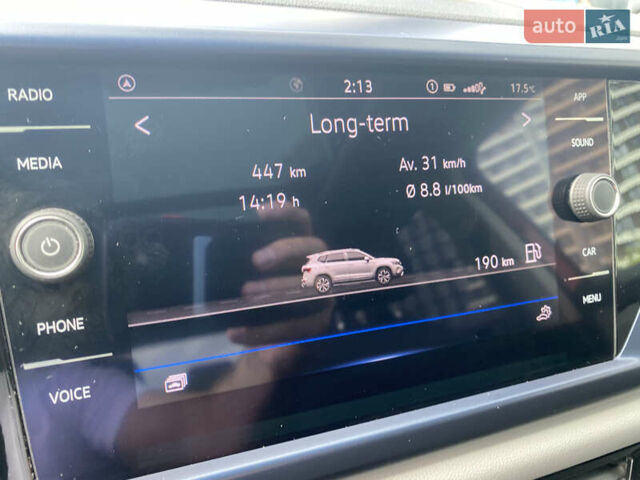 auto RIA
RADIO
MEDIA
PHONE
VOICE
2:13
1
17.5°C
< Long-term >
447 km
Av. 31 km/h
14:19 h
Ø 8.8 l/100km
190 km
APP
SOUND
CAR
MENU